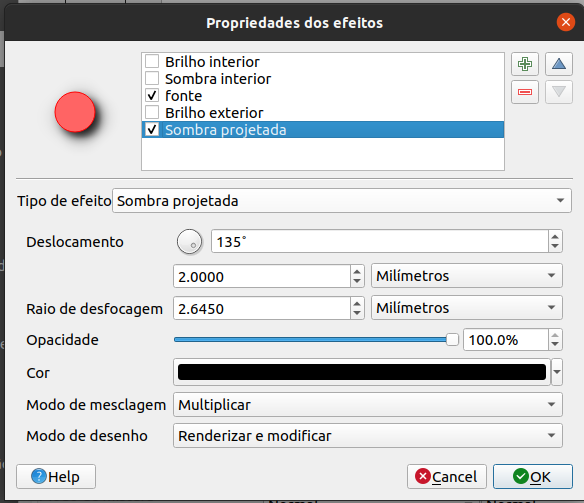 Propriedades dos efeitos
Brilho interior
Sombra interior
fonte
Brilho exterior
Sombra projetada
Tipo de efeito Sombra projetada
Deslocamento 135˚
2.0000 Milímetros
Raio de desfocagem 2.6450 Milímetros
Opacidade 100.0%
Cor
Modo de mesclagem Multiplicar
Modo de desenho Renderizar e modificar
Help Cancel OK